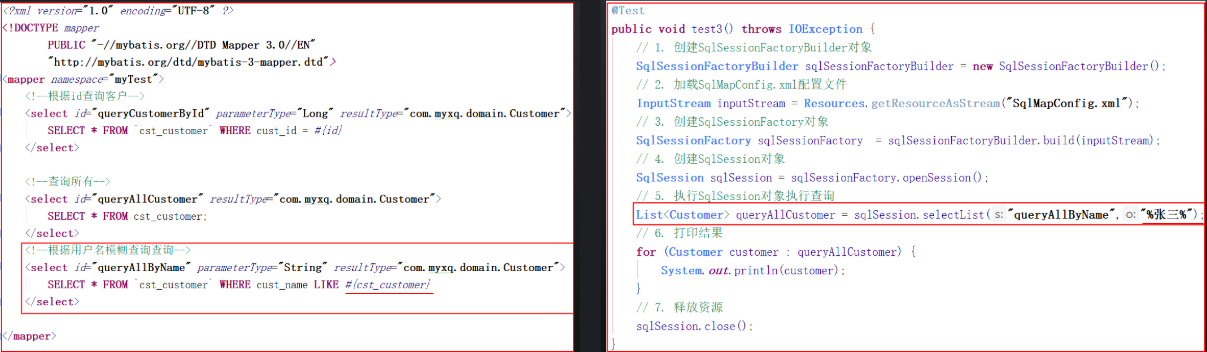 <?xml version="1.0" encoding="UTF-8" ?>
<!DOCTYPE mapper
        PUBLIC "-//mybatis.org//DTD Mapper 3.0//EN"
        "http://mybatis.org/dtd/mybatis-3-mapper.dtd">
<mapper namespace="myTest">
    <!--根据id查询客户-->
    <select id="queryCustomerById" parameterType="Long" resultType="com.myxq.domain.Customer">
        SELECT * FROM `cst_customer` WHERE cust_id = #{id}
    </select>
    <!--查询所有-->
    <select id="queryAllCustomer" resultType="com.myxq.domain.Customer">
        SELECT * FROM cst_customer;
    </select>
    <!--根据用户名模糊查询查询-->
    <select id="queryAllByName" parameterType="String" resultType="com.myxq.domain.Customer">
        SELECT * FROM `cst_customer` WHERE cust_name LIKE #{cst_customer}
    </select>
</mapper>
@Test
public void test3() throws IOException {
    // 1. 创建SqlSessionFactoryBuilder对象
    SqlSessionFactoryBuilder sqlSessionFactoryBuilder = new SqlSessionFactoryBuilder();
    // 2. 加载SqlMapConfig.xml配置文件
    InputStream inputStream = Resources.getResourceAsStream("SqlMapConfig.xml");
    // 3. 创建SqlSessionFactory对象
    SqlSessionFactory sqlSessionFactory  = sqlSessionFactoryBuilder.build(inputStream);
    // 4. 创建SqlSession对象
    SqlSession sqlSession = sqlSessionFactory.openSession();
    // 5. 执行SqlSession对象执行查询
    List<Customer> queryAllCustomer = sqlSession.selectList( s: "queryAllByName", o: "%张三%");
    // 6. 打印结果
    for (Customer customer : queryAllCustomer) {
        System.out.println(customer);
    }
    // 7. 释放资源
    sqlSession.close();
}